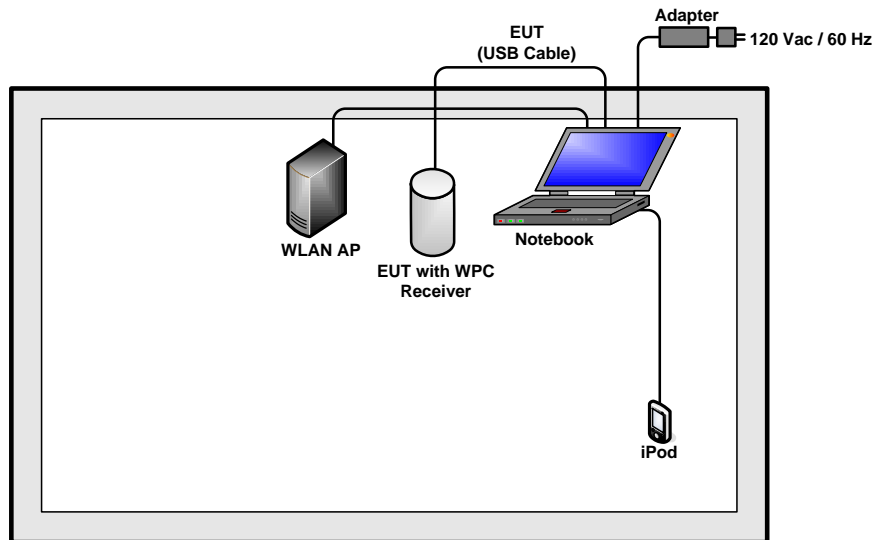 Adapter
120 Vac / 60 Hz
EUT
(USB Cable)
WLAN AP
EUT with WPC
Receiver
Notebook
iPod